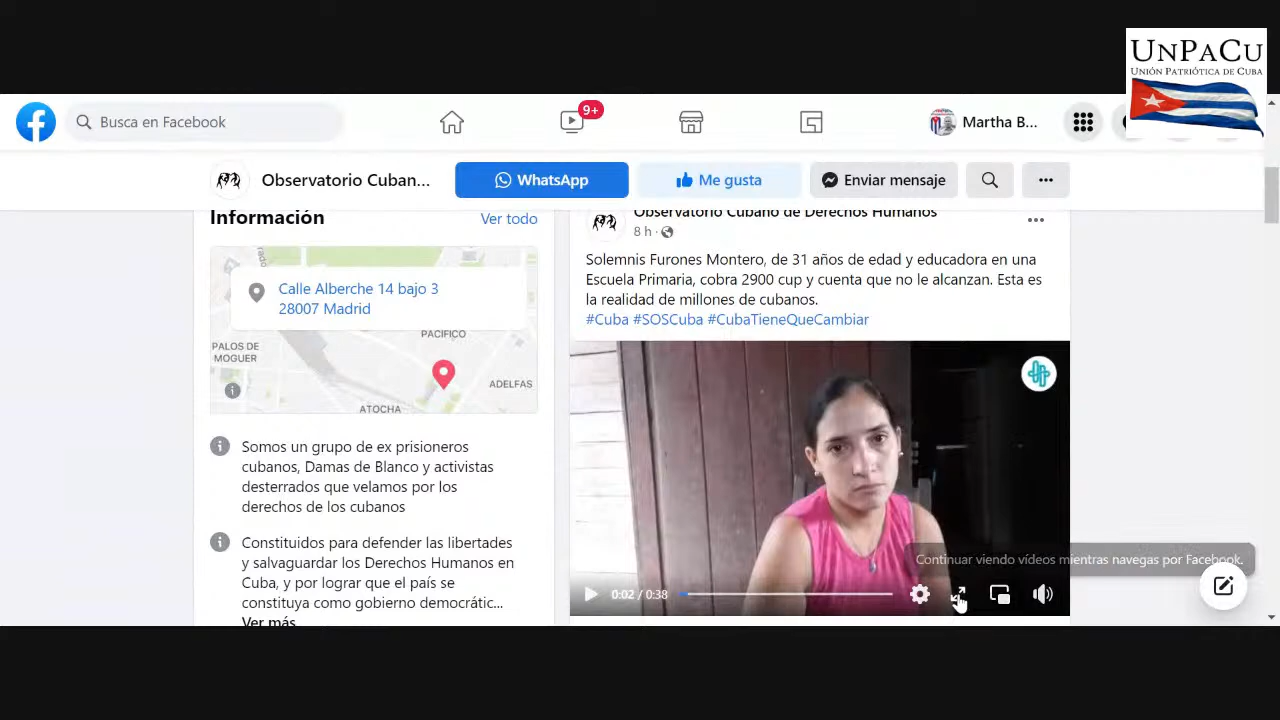 UNPACU
UNIÓN PATRIÓTICA DE CUBA
Busca en Facebook
9+
Martha B...
Observatorio Cuban...
WhatsApp
Me gusta
Enviar mensaje
Información
Ver todo
Calle Alberche 14 bajo 3
28007 Madrid
PACÍFICO
PALOS DE
MOGUER
ADELFAS
ATOCHA
Somos un grupo de ex prisioneros
cubanos, Damas de Blanco y activistas
desterrados que velamos por los
derechos de los cubanos
Constituidos para defender las libertades
y salvaguardar los Derechos Humanos en
Cuba, y por lograr que el país se
constituya como gobierno democrátic...
Ver más
Observatorio Cubano de Derechos Humanos
8 h ·
Solemnis Furones Montero, de 31 años de edad y educadora en una
Escuela Primaria, cobra 2900 cup y cuenta que no le alcanzan. Esta es
la realidad de millones de cubanos.
#Cuba #SOSCuba #CubaTieneQueCambiar
Continuar viendo vídeos mientras navegas por Facebook.
0:02 / 0:38